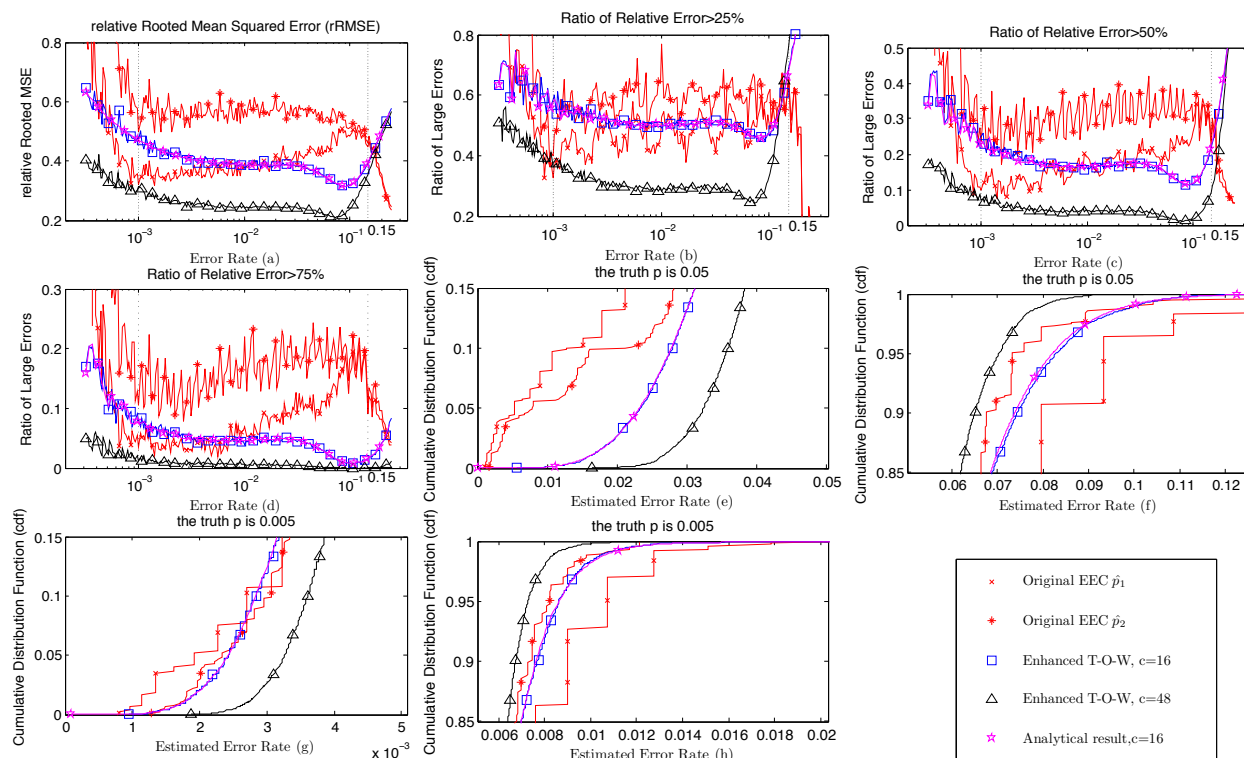 relative Rooted Mean Squared Error (rRMSE)
relative Rooted MSE
0.8
0.6
0.4
0.2
10⁻³
10⁻²
10⁻¹
0.15
Error Rate (a)
Ratio of Relative Error>25%
Ratio of Large Errors
0.8
0.6
0.4
0.2
10⁻³
10⁻²
10⁻¹
0.15
Error Rate (b)
Ratio of Relative Error>50%
Ratio of Large Errors
0.5
0.4
0.3
0.2
0.1
0
10⁻³
10⁻²
10⁻¹
0.15
Error Rate (c)
Ratio of Relative Error>75%
Ratio of Large Errors
0.3
0.2
0.1
0
10⁻³
10⁻²
10⁻¹
0.15
Error Rate (d)
the truth p is 0.05
Cumulative Distribution Function (cdf)
0.15
0.1
0.05
0
0 0.01 0.02 0.03 0.04 0.05
Estimated Error Rate (e)
the truth p is 0.05
Cumulative Distribution Function (cdf)
1
0.95
0.9
0.85
0.06 0.07 0.08 0.09 0.1 0.11 0.12
Estimated Error Rate (f)
the truth p is 0.005
Cumulative Distribution Function (cdf)
0.15
0.1
0.05
0
0 1 2 3 4 5
Estimated Error Rate (g)
x 10⁻³
the truth p is 0.005
Cumulative Distribution Function (cdf)
1
0.95
0.9
0.85
0.006 0.008 0.01 0.012 0.014 0.016 0.018 0.02
Estimated Error Rate (h)
Original EEC p̂₁
Original EEC p̂₂
Enhanced T-O-W, c=16
Enhanced T-O-W, c=48
Analytical result,c=16